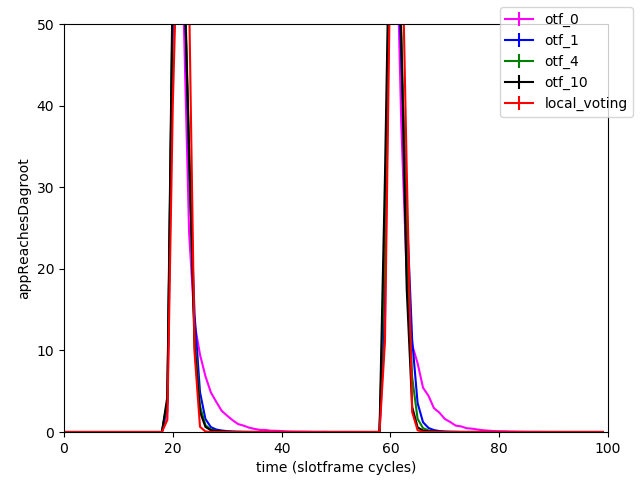 50
40
30
20
10
0
appReachesDagroot
0 20 40 60 80 100
time (slotframe cycles)
otf_0
otf_1
otf_4
otf_10
local_voting